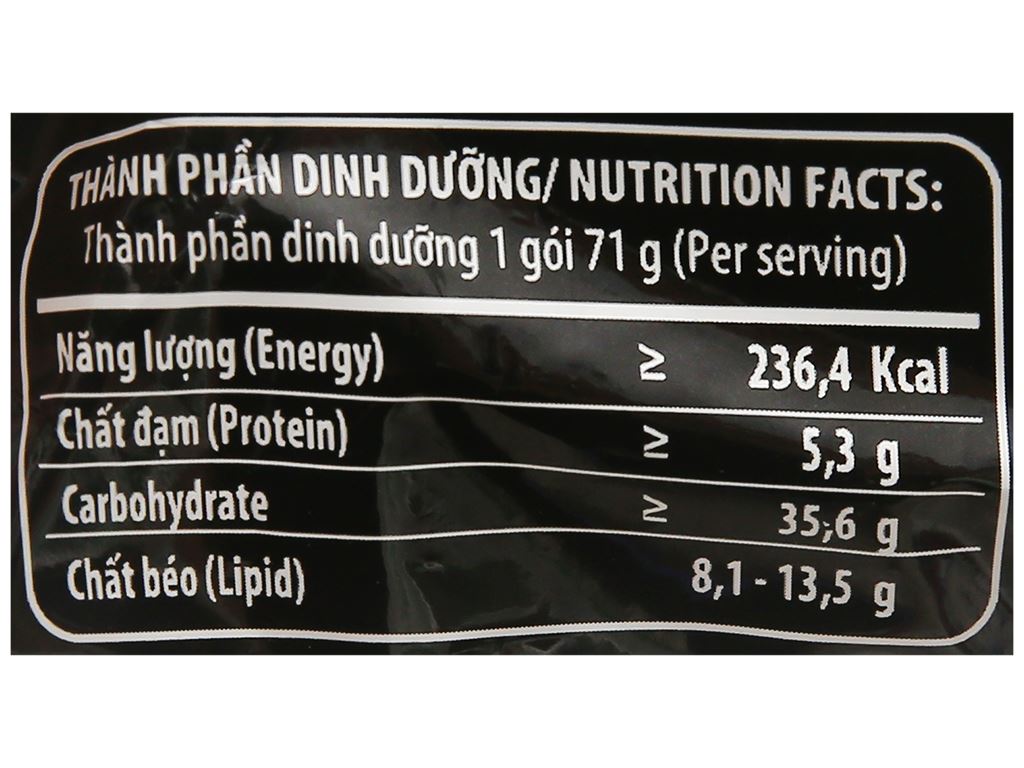 THÀNH PHẦN DINH DƯỠNG/ NUTRITION FACTS:
Thành phần dinh dưỡng 1 gói 71 g (Per serving)
Năng lượng (Energy) ≥ 236,4 Kcal
Chất đạm (Protein) ≥ 5,3 g
Carbohydrate ≥ 35,6 g
Chất béo (Lipid) 8,1 - 13,5 g